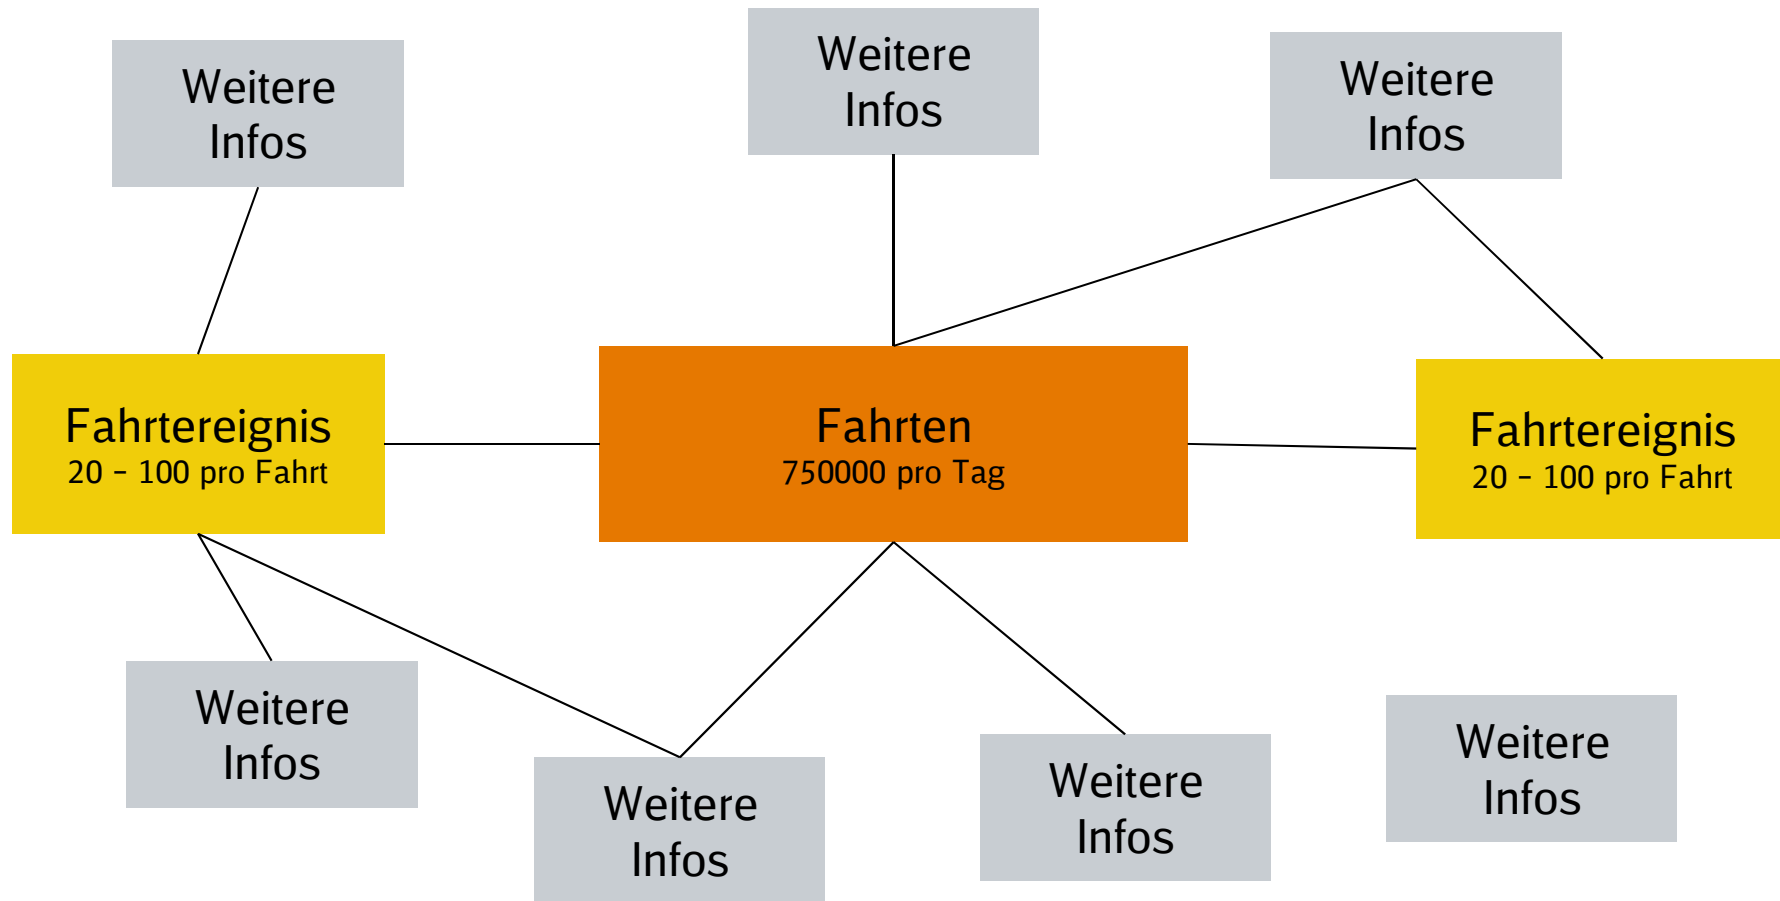 Weitere
Infos
Weitere
Infos
Weitere
Infos
Fahrtereignis
20 – 100 pro Fahrt
Fahrten
750000 pro Tag
Fahrtereignis
20 – 100 pro Fahrt
Weitere
Infos
Weitere
Infos
Weitere
Infos
Weitere
Infos